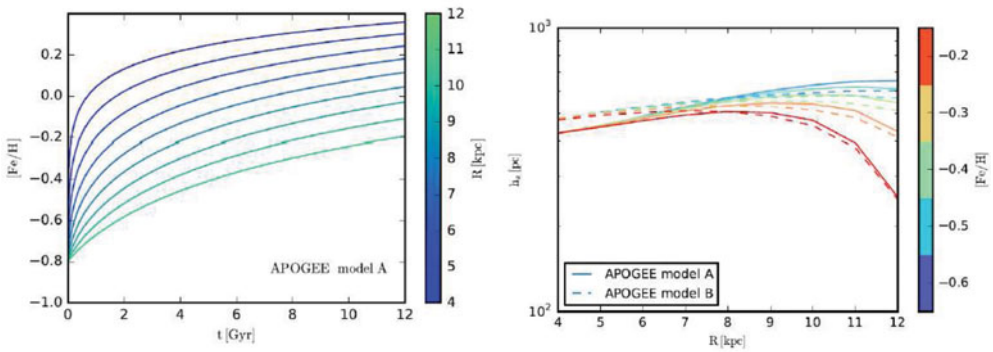 0.2
0.0
−0.2
−0.4
−0.6
−0.8
−1.0
[Fe/H]
0 2 4 6 8 10 12
t [Gyr]
APOGEE model A
12
11
10
9
8
7
6
5
4
R [kpc]
10³
10²
h_z [pc]
4 5 6 7 8 9 10 11 12
R [kpc]
APOGEE model A
APOGEE model B
−0.2
−0.3
−0.4
−0.5
−0.6
[Fe/H]